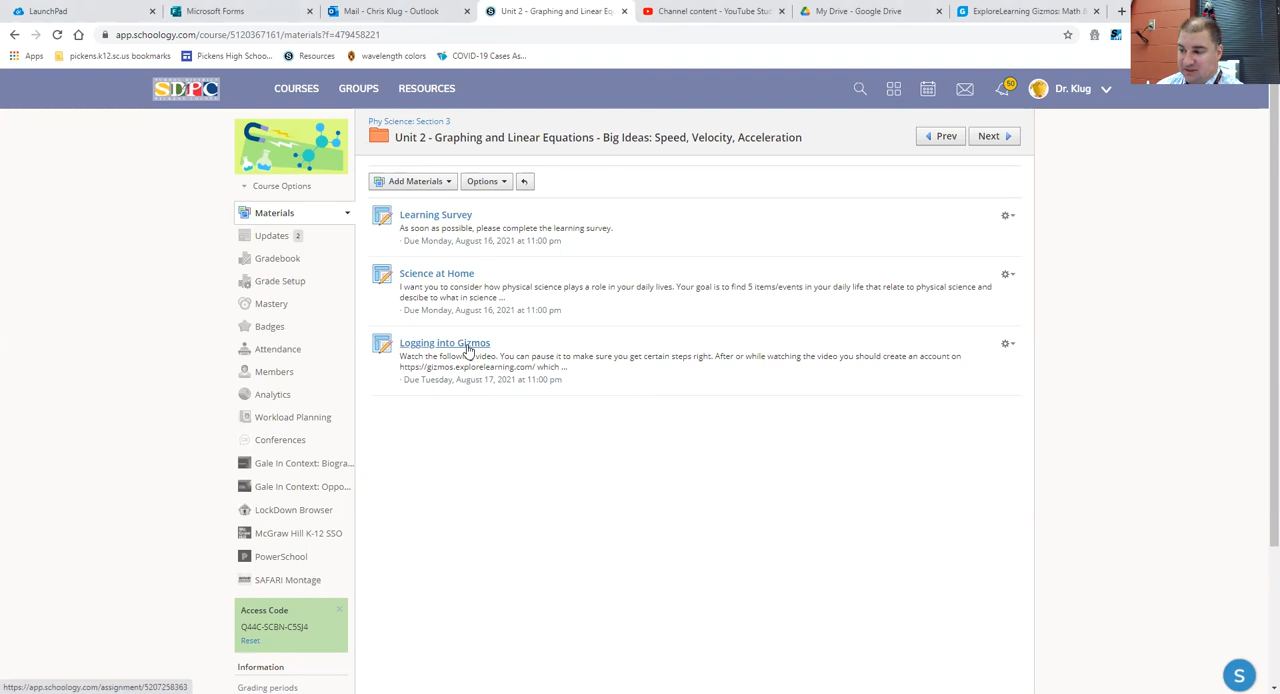 LaunchPad
Microsoft Forms
Mail - Chris Klug - Outlook
Unit 2 - Graphing and Linear Eq
Channel content - YouTube Stu
My Drive - Google Drive
ExploreLearning Gizmos: Math &
app.schoology.com/course/5120367161/materials?f=479458221
Apps
pickens.k12.sc.us bookmarks
Pickens High Schoo...
Resources
wavelength colors
COVID-19 Cases As...
SDPC
COURSES
GROUPS
RESOURCES
50
Dr. Klug
Phy Science: Section 3
Unit 2 - Graphing and Linear Equations - Big Ideas: Speed, Velocity, Acceleration
Prev
Next
Course Options
Materials
Updates 2
Gradebook
Grade Setup
Mastery
Badges
Attendance
Members
Analytics
Workload Planning
Conferences
Gale In Context: Biogra...
Gale In Context: Oppo...
LockDown Browser
McGraw Hill K-12 SSO
PowerSchool
SAFARI Montage
Access Code
Q44C-SCBN-C5SJ4
Reset
Information
Grading periods
Add Materials
Options
Learning Survey
As soon as possible, please complete the learning survey.
· Due Monday, August 16, 2021 at 11:00 pm
Science at Home
I want you to consider how physical science plays a role in your daily lives. Your goal is to find 5 items/events in your daily life that relate to physical science and
descibe to what in science ...
· Due Monday, August 16, 2021 at 11:00 pm
Logging into Gizmos
Watch the following video. You can pause it to make sure you get certain steps right. After or while watching the video you should create an account on
https://gizmos.explorelearning.com/ which ...
· Due Tuesday, August 17, 2021 at 11:00 pm
S
https://app.schoology.com/assignment/5207258363